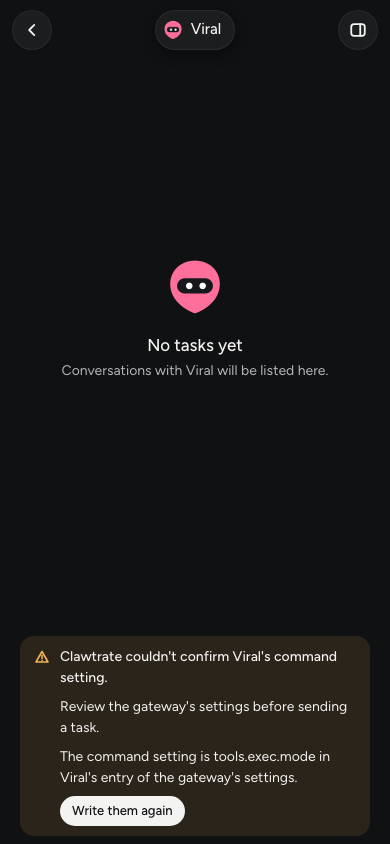 Viral
No tasks yet
Conversations with Viral will be listed here.
Clawtrate couldn't confirm Viral's command
setting.
Review the gateway's settings before sending
a task.
The command setting is tools.exec.mode in
Viral's entry of the gateway's settings.
Write them again